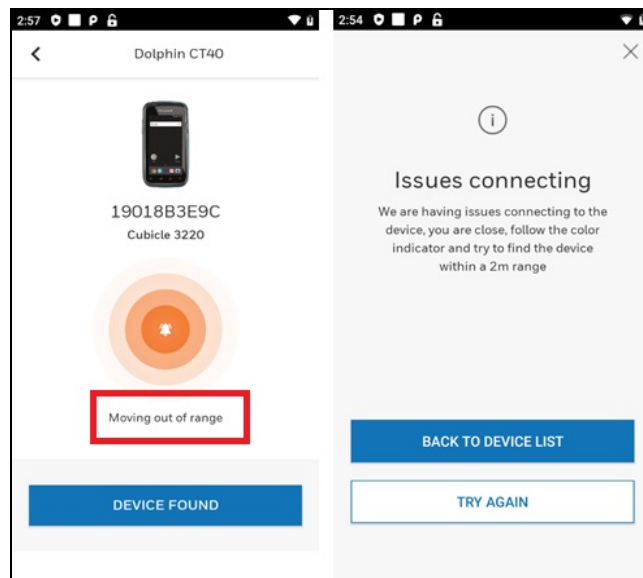 2:57
Dolphin CT40
19018B3E9C
Cubicle 3220
Moving out of range
DEVICE FOUND
2:54
Issues connecting
We are having issues connecting to the
device, you are close, follow the color
indicator and try to find the device
within a 2m range
BACK TO DEVICE LIST
TRY AGAIN